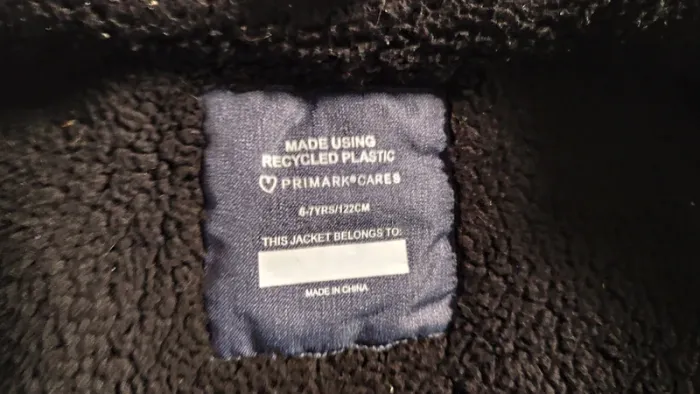 MADE USING
RECYCLED PLASTIC
PRIMARK®CARES
6-7YRS/122CM
THIS JACKET BELONGS TO:
MADE IN CHINA